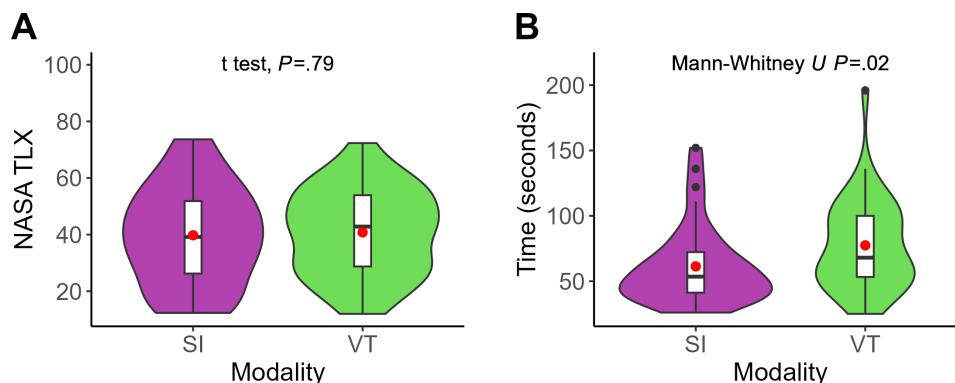 A
t test, P=.79
NASA TLX
100
80
60
40
20
SI
VT
Modality
B
Mann-Whitney U P=.02
Time (seconds)
200
150
100
50
SI
VT
Modality